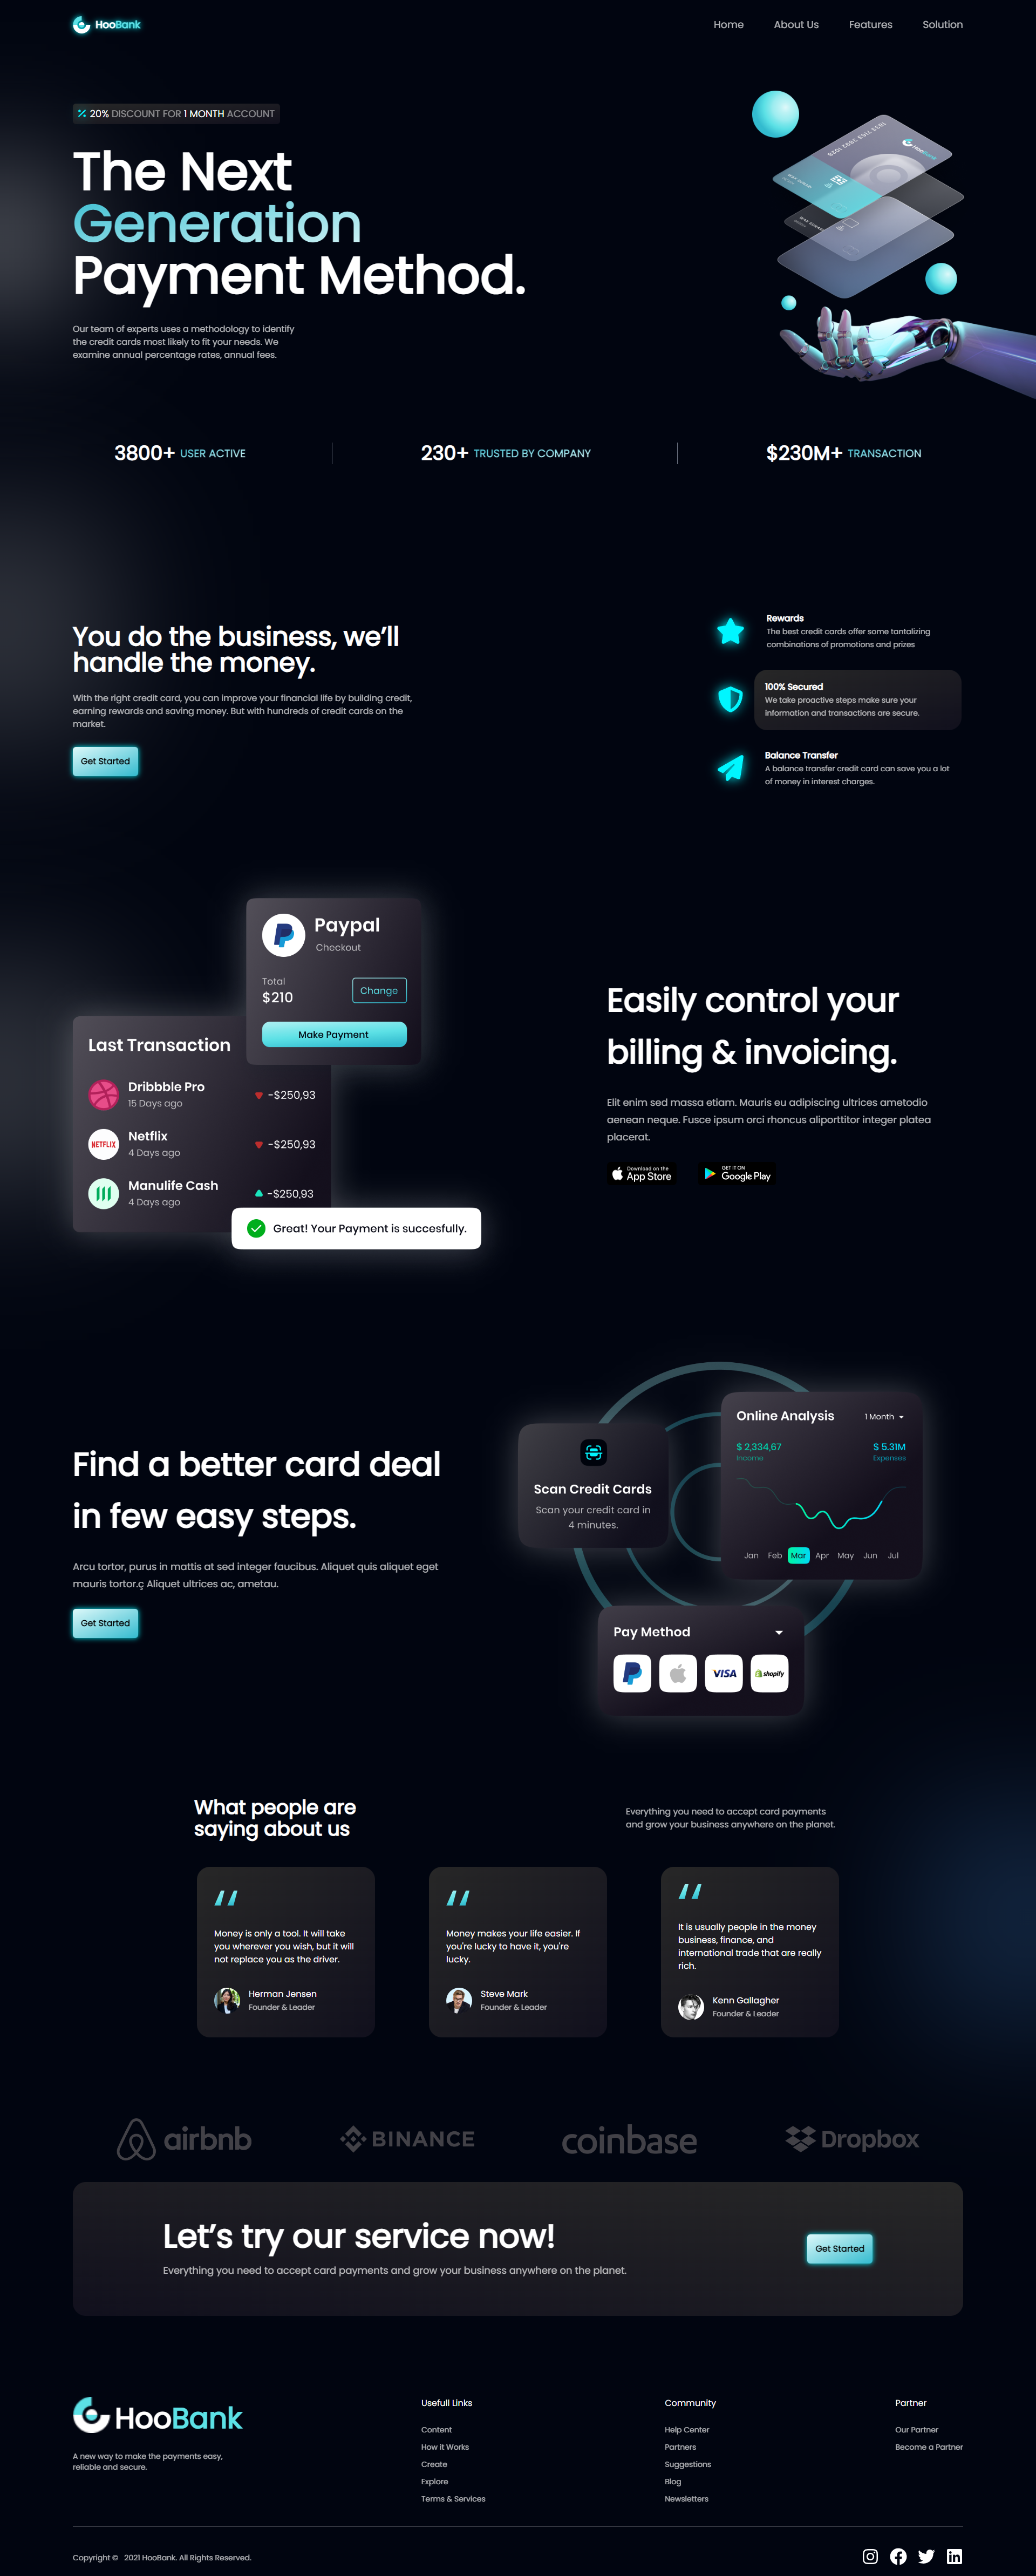 HooBank
Home About Us Features Solution
20% DISCOUNT FOR 1 MONTH ACCOUNT
The Next
Generation
Payment Method.
Our team of experts uses a methodology to identify
the credit cards most likely to fit your needs. We
examine annual percentage rates, annual fees.
HooBank
3800+ USER ACTIVE
230+ TRUSTED BY COMPANY
$230M+ TRANSACTION
You do the business, we’ll
handle the money.
With the right credit card, you can improve your financial life by building credit,
earning rewards and saving money. But with hundreds of credit cards on the
market.
Get Started
Rewards
The best credit cards offer some tantalizing
combinations of promotions and prizes
100% Secured
We take proactive steps make sure your
information and transactions are secure.
Balance Transfer
A balance transfer credit card can save you a lot
of money in interest charges.
Paypal
Checkout
Total
$210
Change
Make Payment
Last Transaction
Dribbble Pro
15 Days ago
-$250,93
NETFLIX
Netflix
4 Days ago
-$250,93
Manulife Cash
4 Days ago
-$250,93
Great! Your Payment is succesfully.
Easily control your
billing & invoicing.
Elit enim sed massa etiam. Mauris eu adipiscing ultrices ametodio
aenean neque. Fusce ipsum orci rhoncus aliporttitor integer platea
placerat.
Download on the
App Store
GET IT ON
Google Play
Find a better card deal
in few easy steps.
Arcu tortor, purus in mattis at sed integer faucibus. Aliquet quis aliquet eget
mauris tortor.ç Aliquet ultrices ac, ametau.
Get Started
Scan Credit Cards
Scan your credit card in
4 minutes.
Online Analysis
1 Month
$ 2,334,67
Income
$ 5.31M
Expenses
Jan Feb Mar Apr May Jun Jul
Pay Method
VISA
shopify
What people are
saying about us
Everything you need to accept card payments
and grow your business anywhere on the planet.
Money is only a tool. It will take
you wherever you wish, but it will
not replace you as the driver.
Herman Jensen
Founder & Leader
Money makes your life easier. If
you're lucky to have it, you're
lucky.
Steve Mark
Founder & Leader
It is usually people in the money
business, finance, and
international trade that are really
rich.
Kenn Gallagher
Founder & Leader
airbnb
BINANCE
coinbase
Dropbox
Let’s try our service now!
Everything you need to accept card payments and grow your business anywhere on the planet.
Get Started
HooBank
A new way to make the payments easy,
reliable and secure.
Usefull Links
Content
How it Works
Create
Explore
Terms & Services
Community
Help Center
Partners
Suggestions
Blog
Newsletters
Partner
Our Partner
Become a Partner
Copyright © 2021 HooBank. All Rights Reserved.